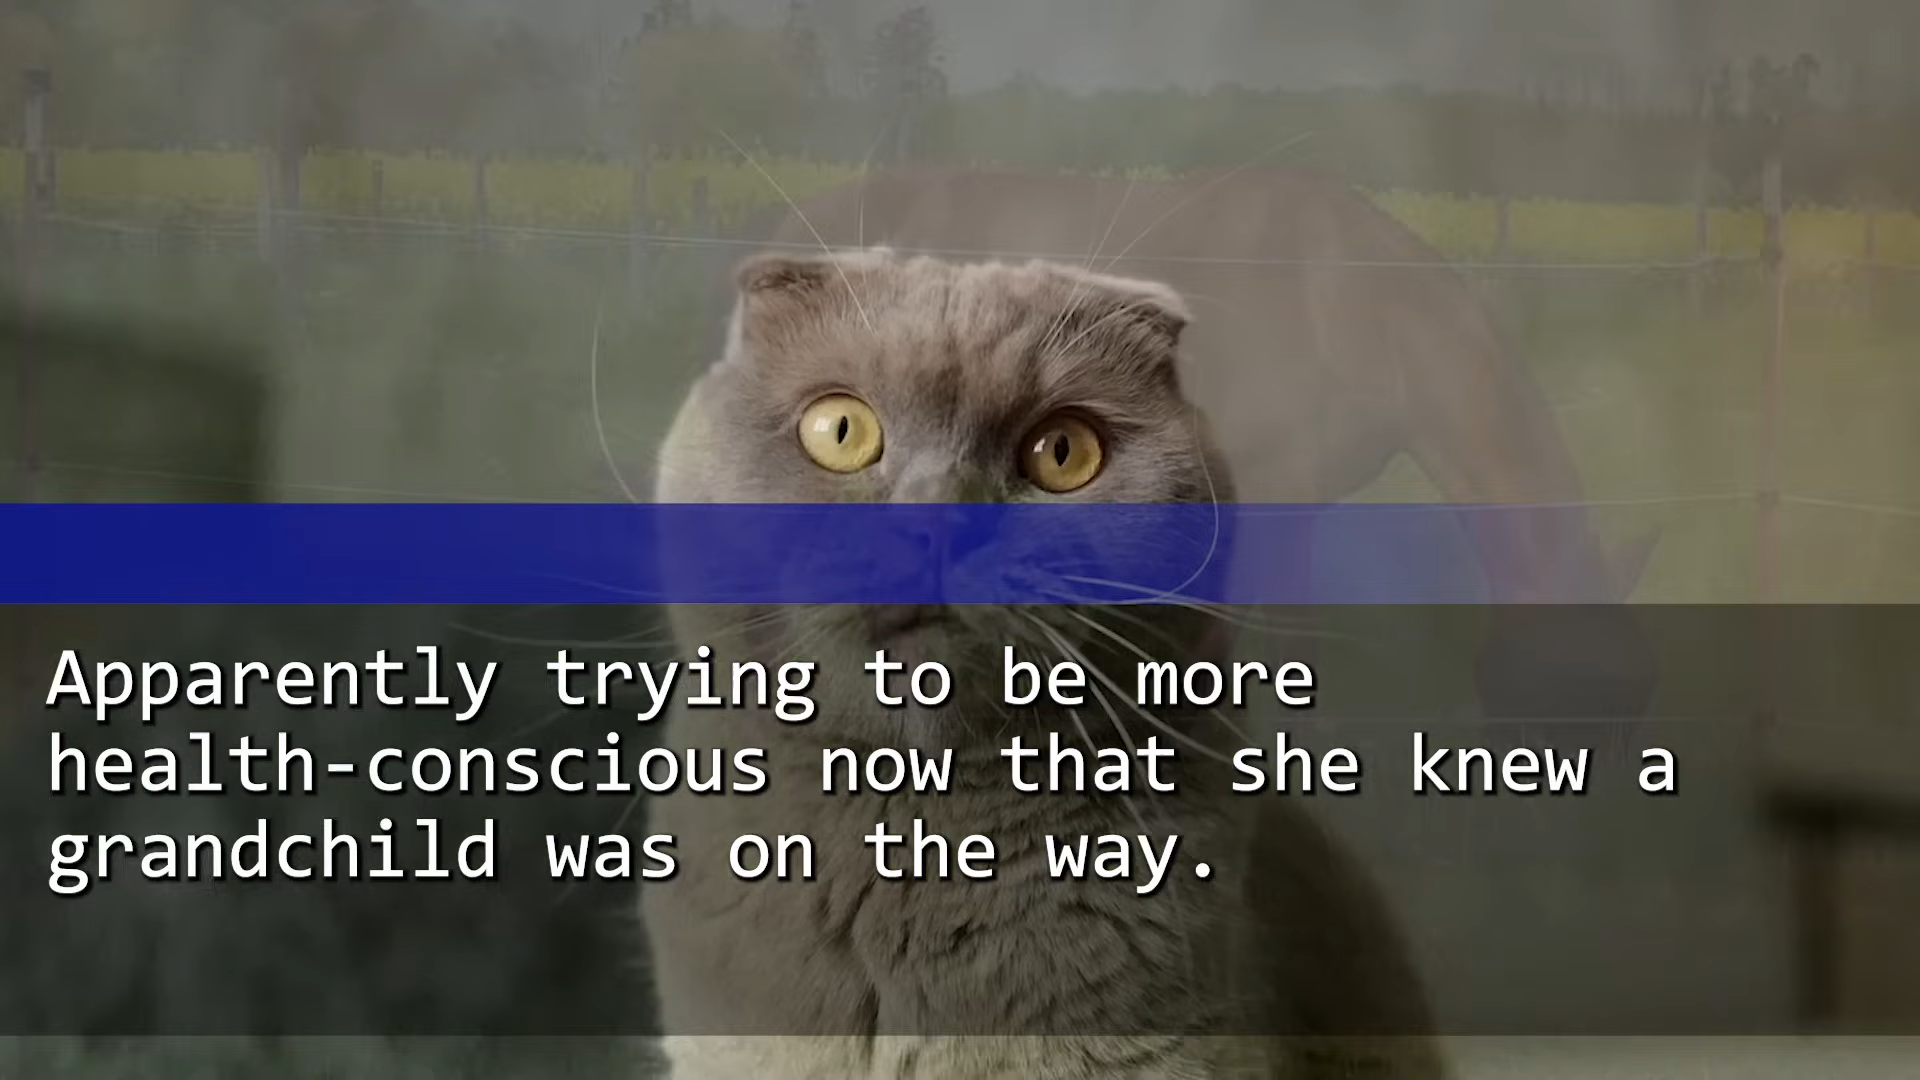 Apparently trying to be more
health-conscious now that she knew a
grandchild was on the way.